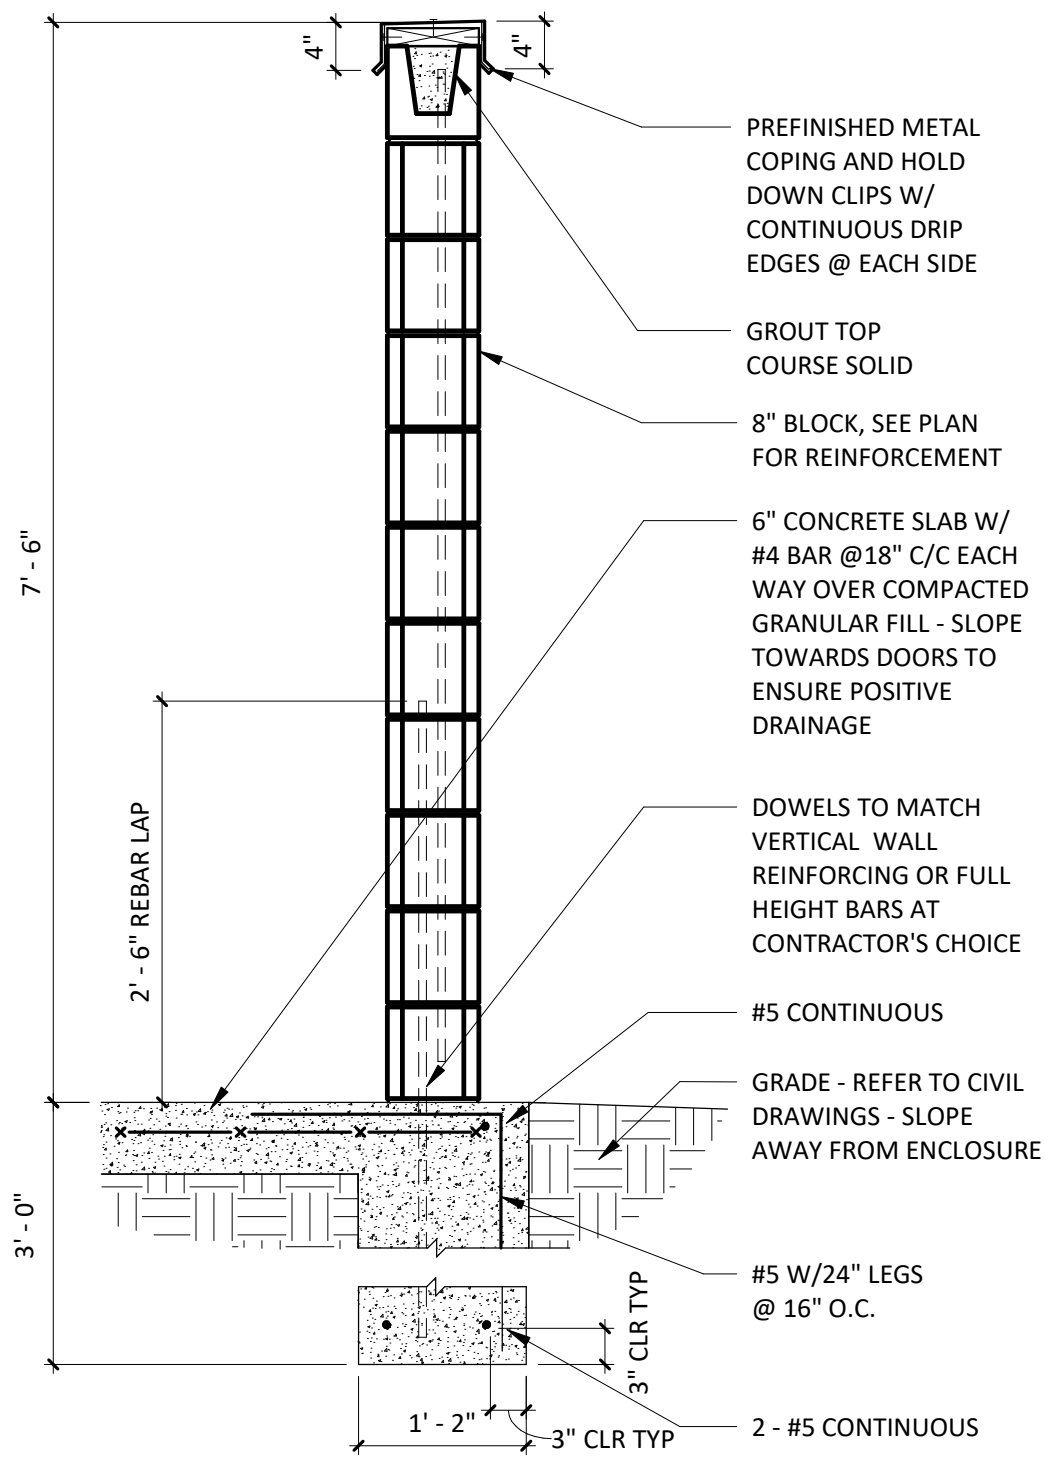 4"
4"
PREFINISHED METAL
COPING AND HOLD
DOWN CLIPS W/
CONTINUOUS DRIP
EDGES @ EACH SIDE
GROUT TOP
COURSE SOLID
8" BLOCK, SEE PLAN
FOR REINFORCEMENT
7' - 6"
6" CONCRETE SLAB W/
#4 BAR @18" C/C EACH
WAY OVER COMPACTED
GRANULAR FILL - SLOPE
TOWARDS DOORS TO
ENSURE POSITIVE
DRAINAGE
2' - 6" REBAR LAP
DOWELS TO MATCH
VERTICAL WALL
REINFORCING OR FULL
HEIGHT BARS AT
CONTRACTOR'S CHOICE
#5 CONTINUOUS
GRADE - REFER TO CIVIL
DRAWINGS - SLOPE
AWAY FROM ENCLOSURE
3' - 0"
#5 W/24" LEGS
@ 16" O.C.
3" CLR TYP
1' - 2"
3" CLR TYP
2 - #5 CONTINUOUS